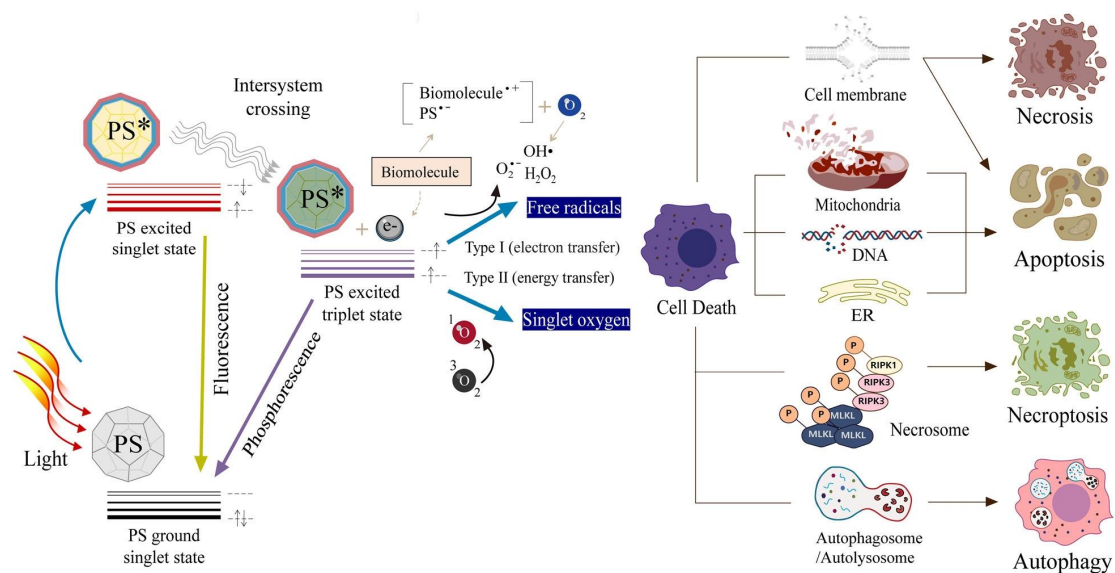 Intersystem
crossing
PS*
PS excited
singlet state
PS*
+ e-
PS excited
triplet state
[Biomolecule•+
PS•-] + O2
Biomolecule
O2•-
OH•
H2O2
Free radicals
Type I (electron transfer)
Type II (energy transfer)
Singlet oxygen
1O2
3O2
Fluorescence
Phosphorescence
Light
PS
PS ground
singlet state
Cell Death
Cell membrane
Mitochondria
DNA
ER
P
P
P
P
P
P
RIPK1
RIPK3
RIPK3
MLKL
MLKL
MLKL
Necrosome
Autophagosome
/Autolysosome
Necrosis
Apoptosis
Necroptosis
Autophagy